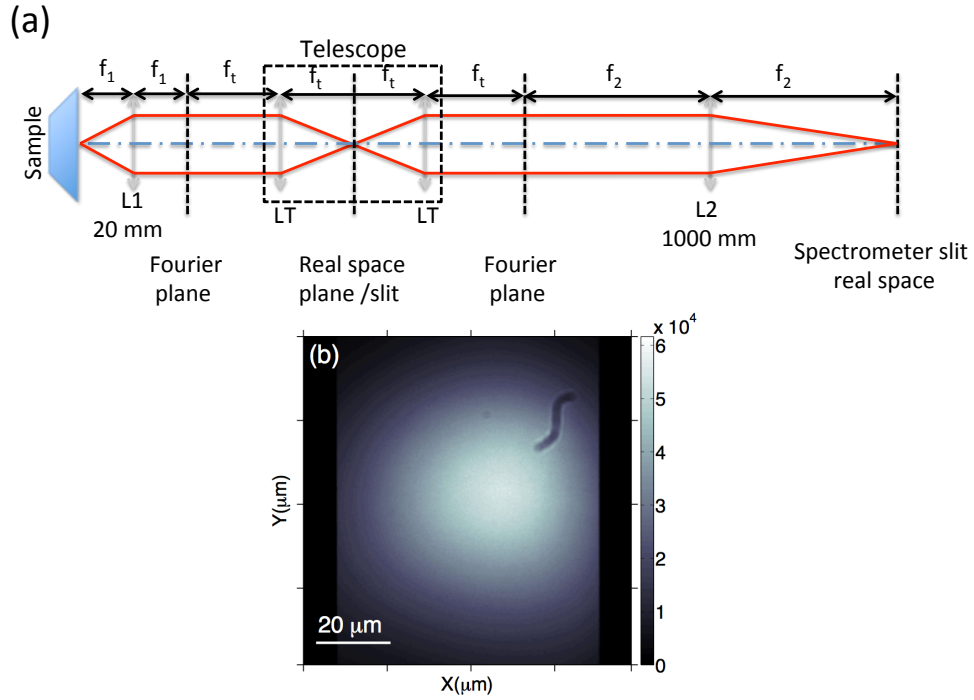 (a)
Telescope
f1 f1 ft ft ft ft f2 f2
Sample
L1
20 mm
LT
LT
L2
1000 mm
Fourier
plane
Real space
plane /slit
Fourier
plane
Spectrometer slit
real space
x 10^4
(b)
6
5
4
3
2
1
0
Y(μm)
20 μm
X(μm)